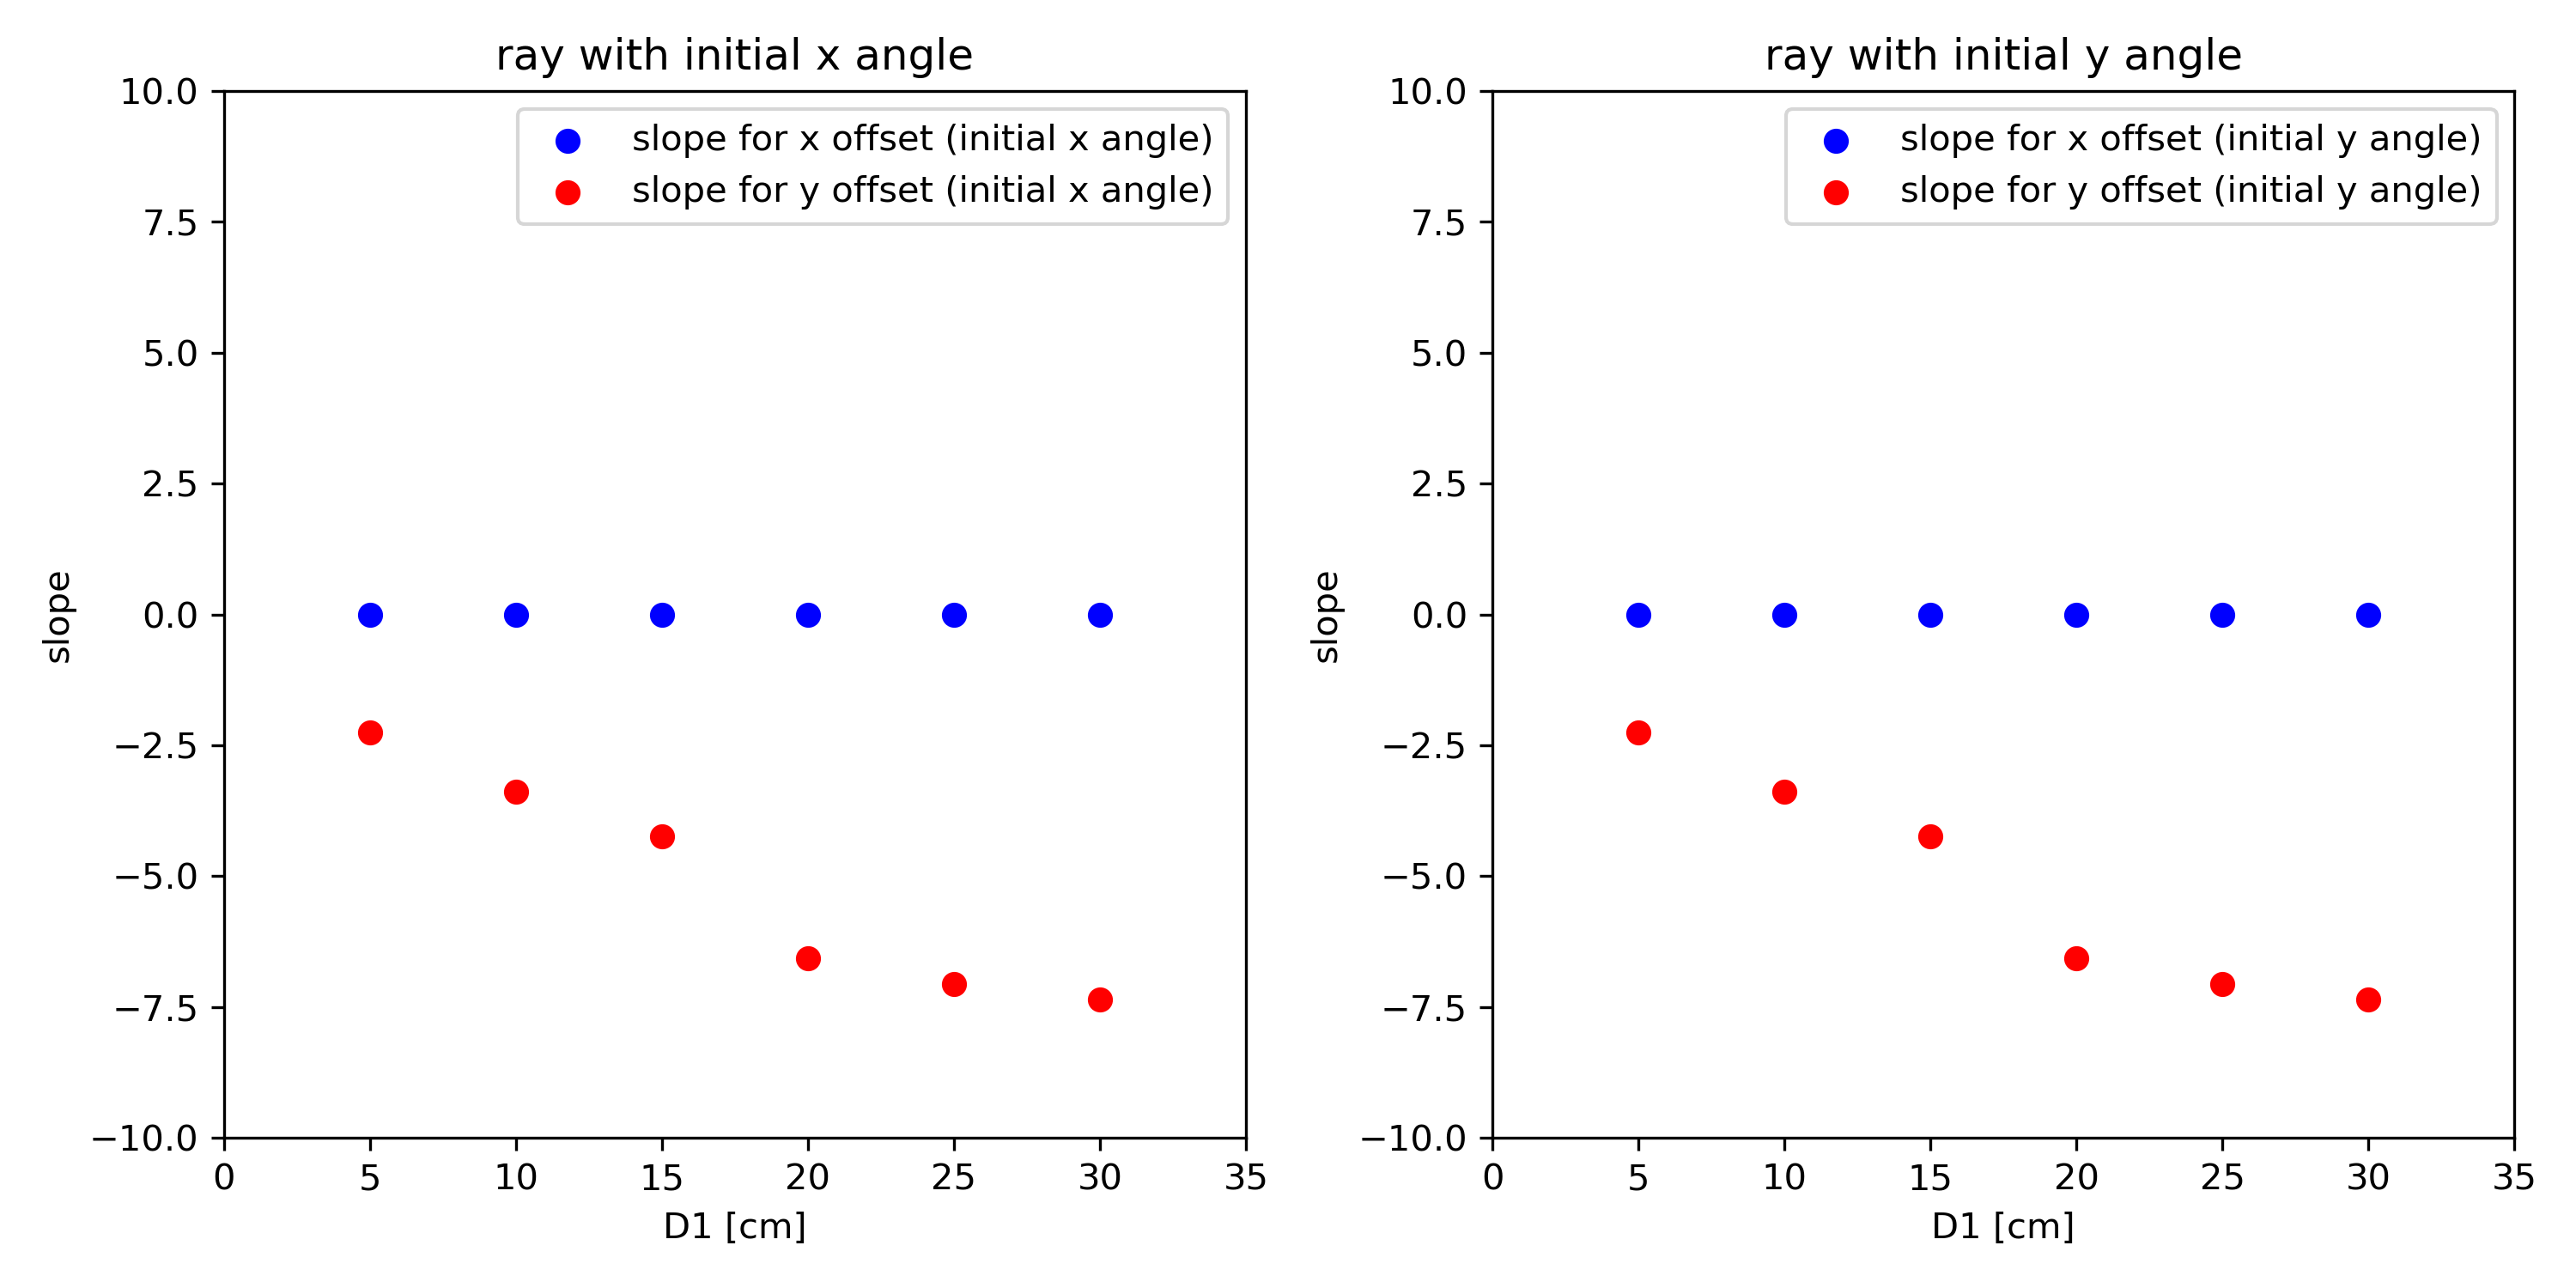 ray with initial x angle
slope for x offset (initial x angle)
slope for y offset (initial x angle)
10.0
7.5
5.0
2.5
0.0
−2.5
−5.0
−7.5
−10.0
slope
0 5 10 15 20 25 30 35
D1 [cm]
ray with initial y angle
slope for x offset (initial y angle)
slope for y offset (initial y angle)
10.0
7.5
5.0
2.5
0.0
−2.5
−5.0
−7.5
−10.0
slope
0 5 10 15 20 25 30 35
D1 [cm]